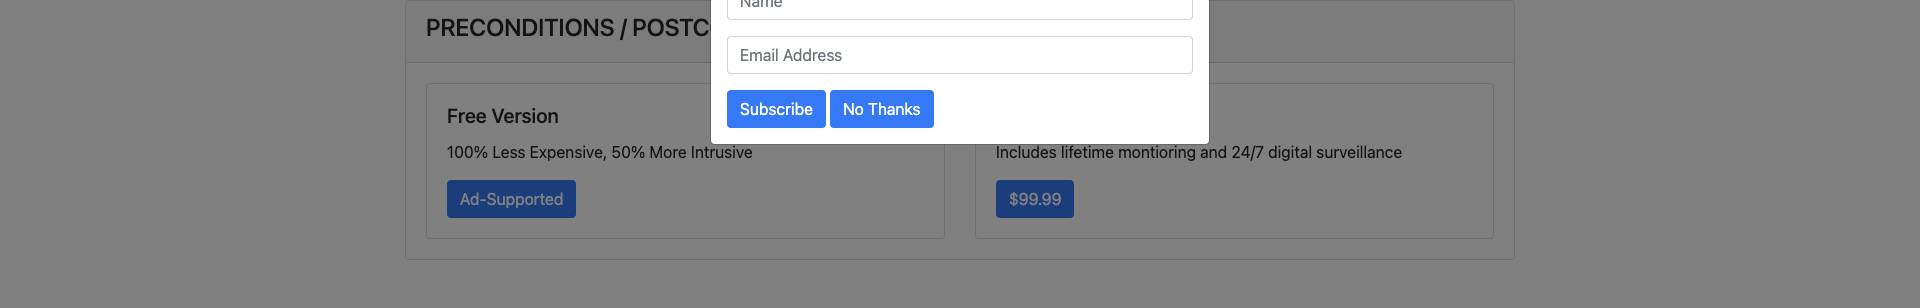 Name
PRECONDITIONS / POSTC
Email Address
Subscribe
No Thanks
Free Version
100% Less Expensive, 50% More Intrusive
Ad-Supported
Includes lifetime montioring and 24/7 digital surveillance
$99.99